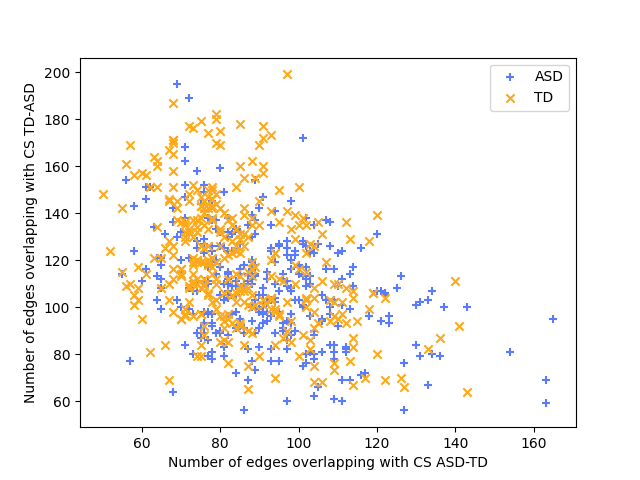 200
180
160
140
120
100
80
60
Number of edges overlapping with CS TD-ASD
ASD
TD
60 80 100 120 140 160
Number of edges overlapping with CS ASD-TD